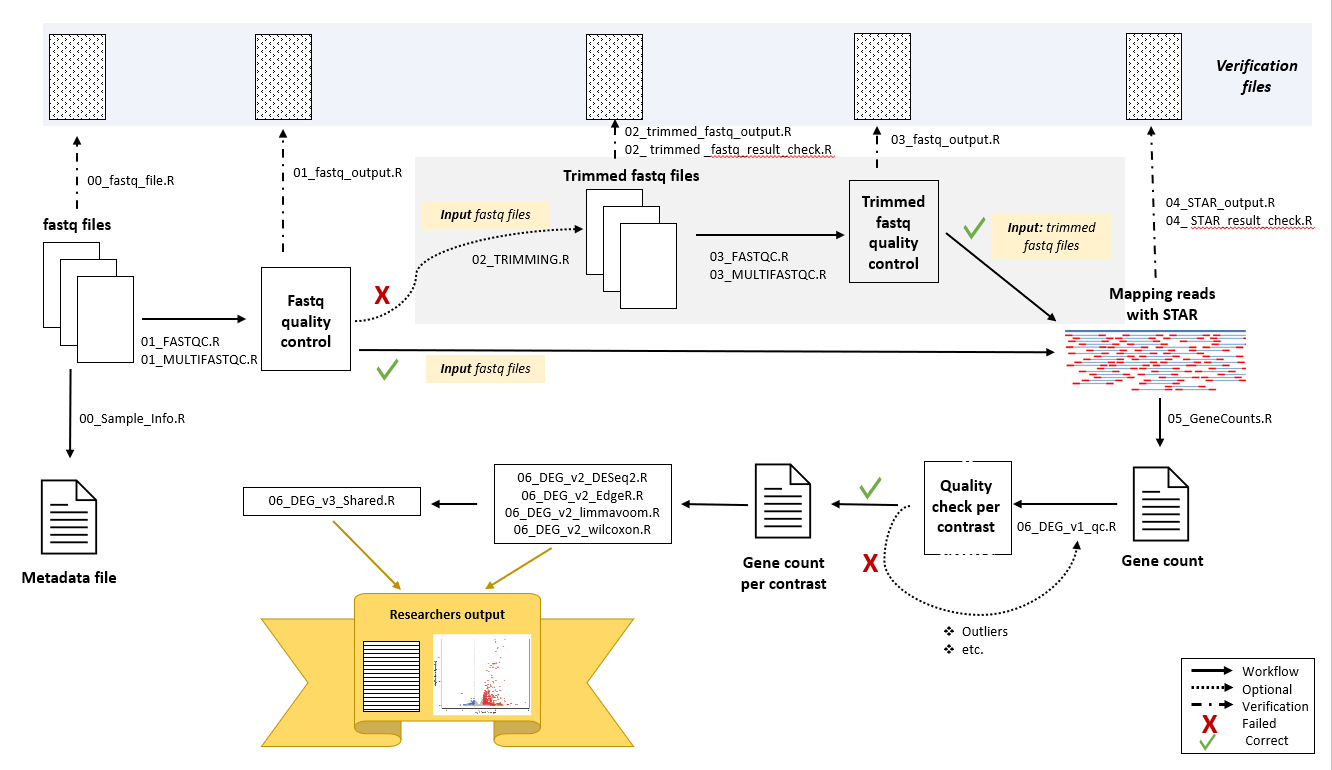 Verification
files
02_trimmed_fastq_output.R
02_ trimmed _fastq_result_check.R
03_fastq_output.R
00_fastq_file.R
01_fastq_output.R
Trimmed fastq files
fastq files
Input fastq files
02_TRIMMING.R
Trimmed
fastq
quality
control
03_FASTQC.R
03_MULTIFASTQC.R
Input: trimmed
fastq files
04_STAR_output.R
04_ STAR_result_check.R
X
Fastq
quality
control
01_FASTQC.R
01_MULTIFASTQC.R
Input fastq files
Mapping reads
with STAR
00_Sample_Info.R
05_GeneCounts.R
Metadata file
06_DEG_v3_Shared.R
06_DEG_v2_DESeq2.R
06_DEG_v2_EdgeR.R
06_DEG_v2_limmavoom.R
06_DEG_v2_wilcoxon.R
Gene count
per contrast
X
Quality
check per
contrast
06_DEG_v1_qc.R
Gene count
❖ Outliers
❖ etc.
Researchers output
Workflow
Optional
Verification
X Failed
Correct